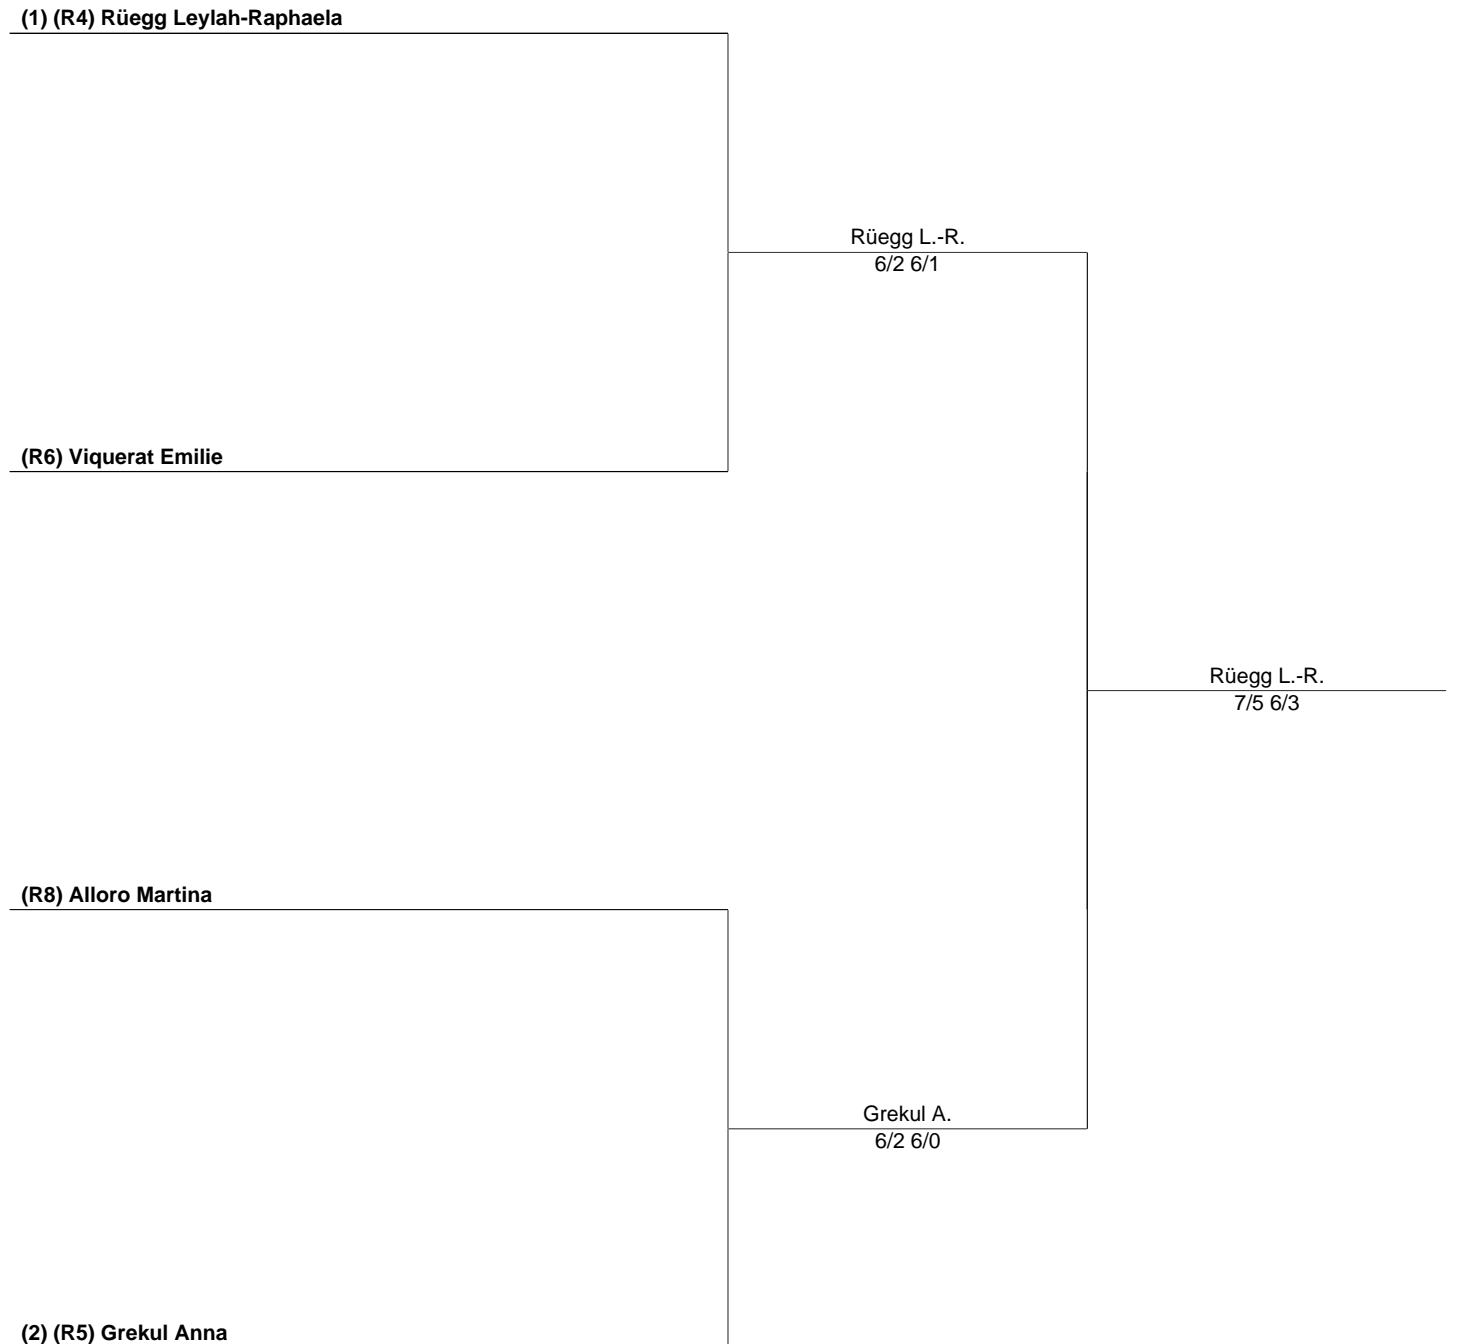 (1) (R4) Rüegg Leylah-Raphaela
Rüegg L.-R.
6/2 6/1
(R6) Viquerat Emilie
Rüegg L.-R.
7/5 6/3
(R8) Alloro Martina
Grekul A.
6/2 6/0
(2) (R5) Grekul Anna